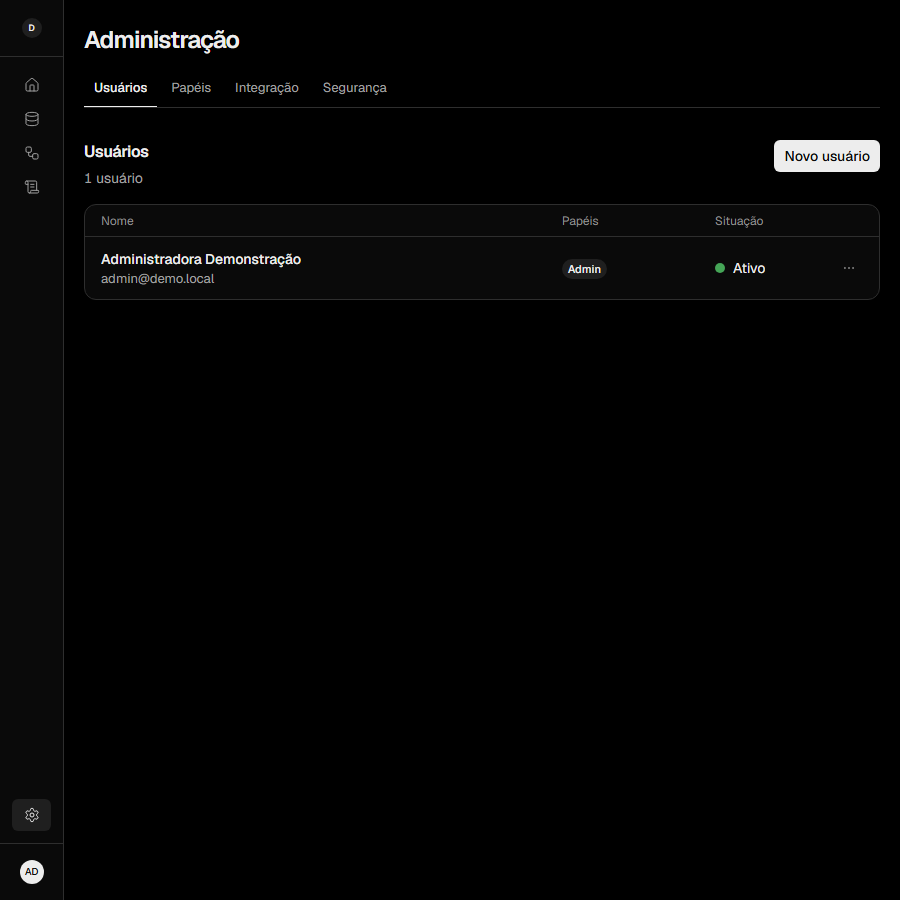 D
Administração
Usuários Papéis Integração Segurança
Usuários
Novo usuário
1 usuário
Nome Papéis Situação
Administradora Demonstração
admin@demo.local
Admin
Ativo
AD